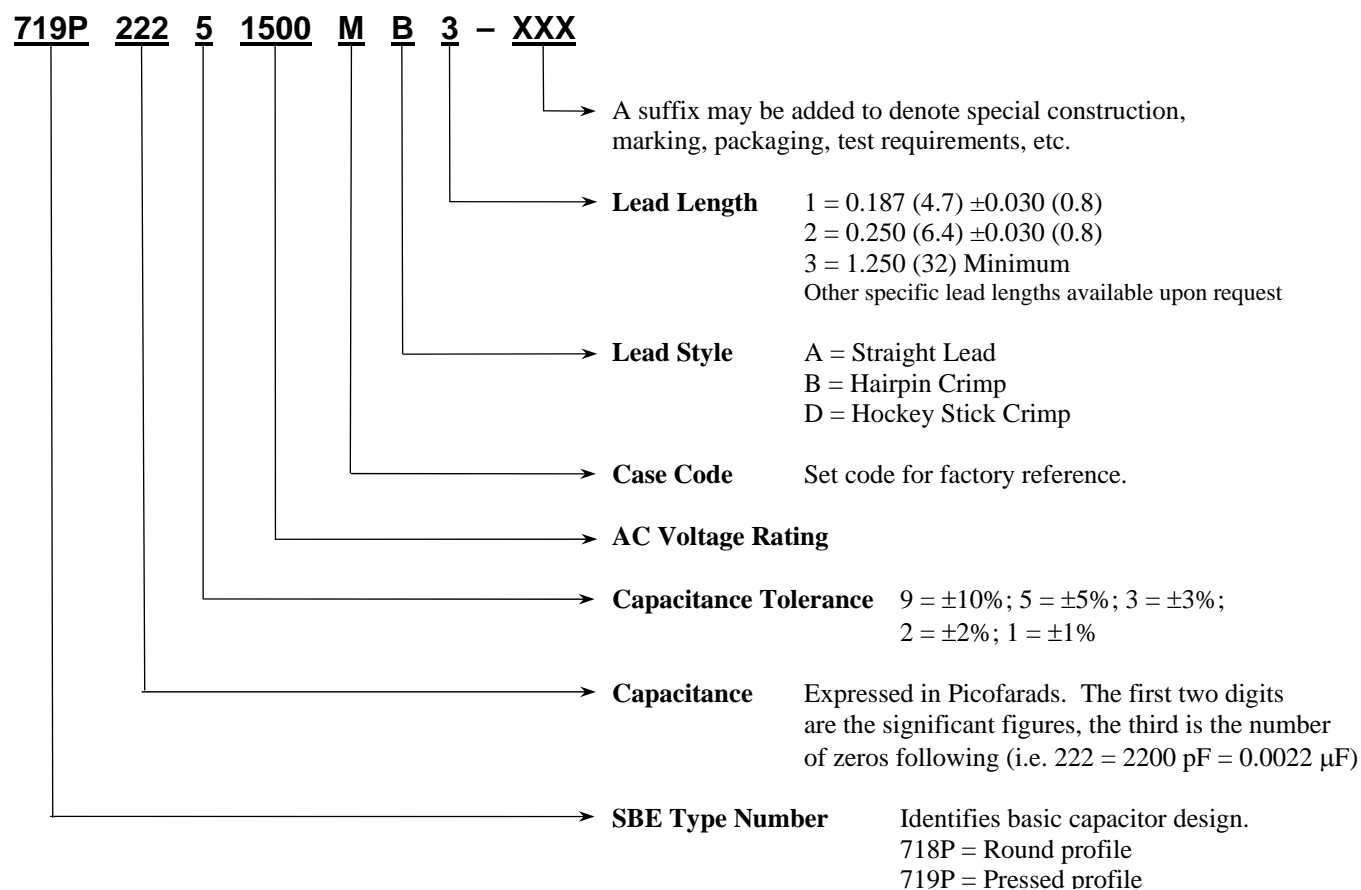 719P 222 5 1500 M B 3 – XXX
A suffix may be added to denote special construction,
marking, packaging, test requirements, etc.
Lead Length 1 = 0.187 (4.7) ±0.030 (0.8)
2 = 0.250 (6.4) ±0.030 (0.8)
3 = 1.250 (32) Minimum
Other specific lead lengths available upon request
Lead Style A = Straight Lead
B = Hairpin Crimp
D = Hockey Stick Crimp
Case Code Set code for factory reference.
AC Voltage Rating
Capacitance Tolerance 9 = ±10%; 5 = ±5%; 3 = ±3%;
2 = ±2%; 1 = ±1%
Capacitance Expressed in Picofarads. The first two digits
are the significant figures, the third is the number
of zeros following (i.e. 222 = 2200 pF = 0.0022 μF)
SBE Type Number Identifies basic capacitor design.
718P = Round profile
719P = Pressed profile